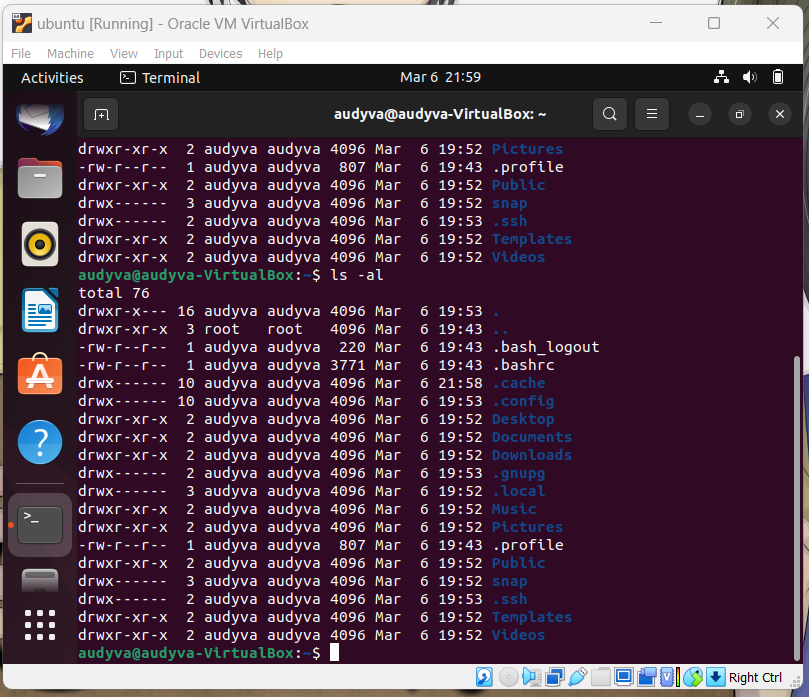 ubuntu [Running] - Oracle VM VirtualBox
File Machine View Input Devices Help
Activities Terminal Mar 6 21:59
audyva@audyva-VirtualBox: ~
drwxr-xr-x  2 audyva audyva 4096 Mar  6 19:52 Pictures
-rw-r--r--  1 audyva audyva  807 Mar  6 19:43 .profile
drwxr-xr-x  2 audyva audyva 4096 Mar  6 19:52 Public
drwx------  3 audyva audyva 4096 Mar  6 19:52 snap
drwx------  2 audyva audyva 4096 Mar  6 19:53 .ssh
drwxr-xr-x  2 audyva audyva 4096 Mar  6 19:52 Templates
drwxr-xr-x  2 audyva audyva 4096 Mar  6 19:52 Videos
audyva@audyva-VirtualBox:~$ ls -al
total 76
drwxr-x--- 16 audyva audyva 4096 Mar  6 19:53 .
drwxr-xr-x  3 root   root   4096 Mar  6 19:43 ..
-rw-r--r--  1 audyva audyva  220 Mar  6 19:43 .bash_logout
-rw-r--r--  1 audyva audyva 3771 Mar  6 19:43 .bashrc
drwx------ 10 audyva audyva 4096 Mar  6 21:58 .cache
drwx------ 10 audyva audyva 4096 Mar  6 19:53 .config
drwxr-xr-x  2 audyva audyva 4096 Mar  6 19:52 Desktop
drwxr-xr-x  2 audyva audyva 4096 Mar  6 19:52 Documents
drwxr-xr-x  2 audyva audyva 4096 Mar  6 19:52 Downloads
drwx------  2 audyva audyva 4096 Mar  6 19:53 .gnupg
drwx------  3 audyva audyva 4096 Mar  6 19:52 .local
drwxr-xr-x  2 audyva audyva 4096 Mar  6 19:52 Music
drwxr-xr-x  2 audyva audyva 4096 Mar  6 19:52 Pictures
-rw-r--r--  1 audyva audyva  807 Mar  6 19:43 .profile
drwxr-xr-x  2 audyva audyva 4096 Mar  6 19:52 Public
drwx------  3 audyva audyva 4096 Mar  6 19:52 snap
drwx------  2 audyva audyva 4096 Mar  6 19:53 .ssh
drwxr-xr-x  2 audyva audyva 4096 Mar  6 19:52 Templates
drwxr-xr-x  2 audyva audyva 4096 Mar  6 19:52 Videos
audyva@audyva-VirtualBox:~$
Right Ctrl